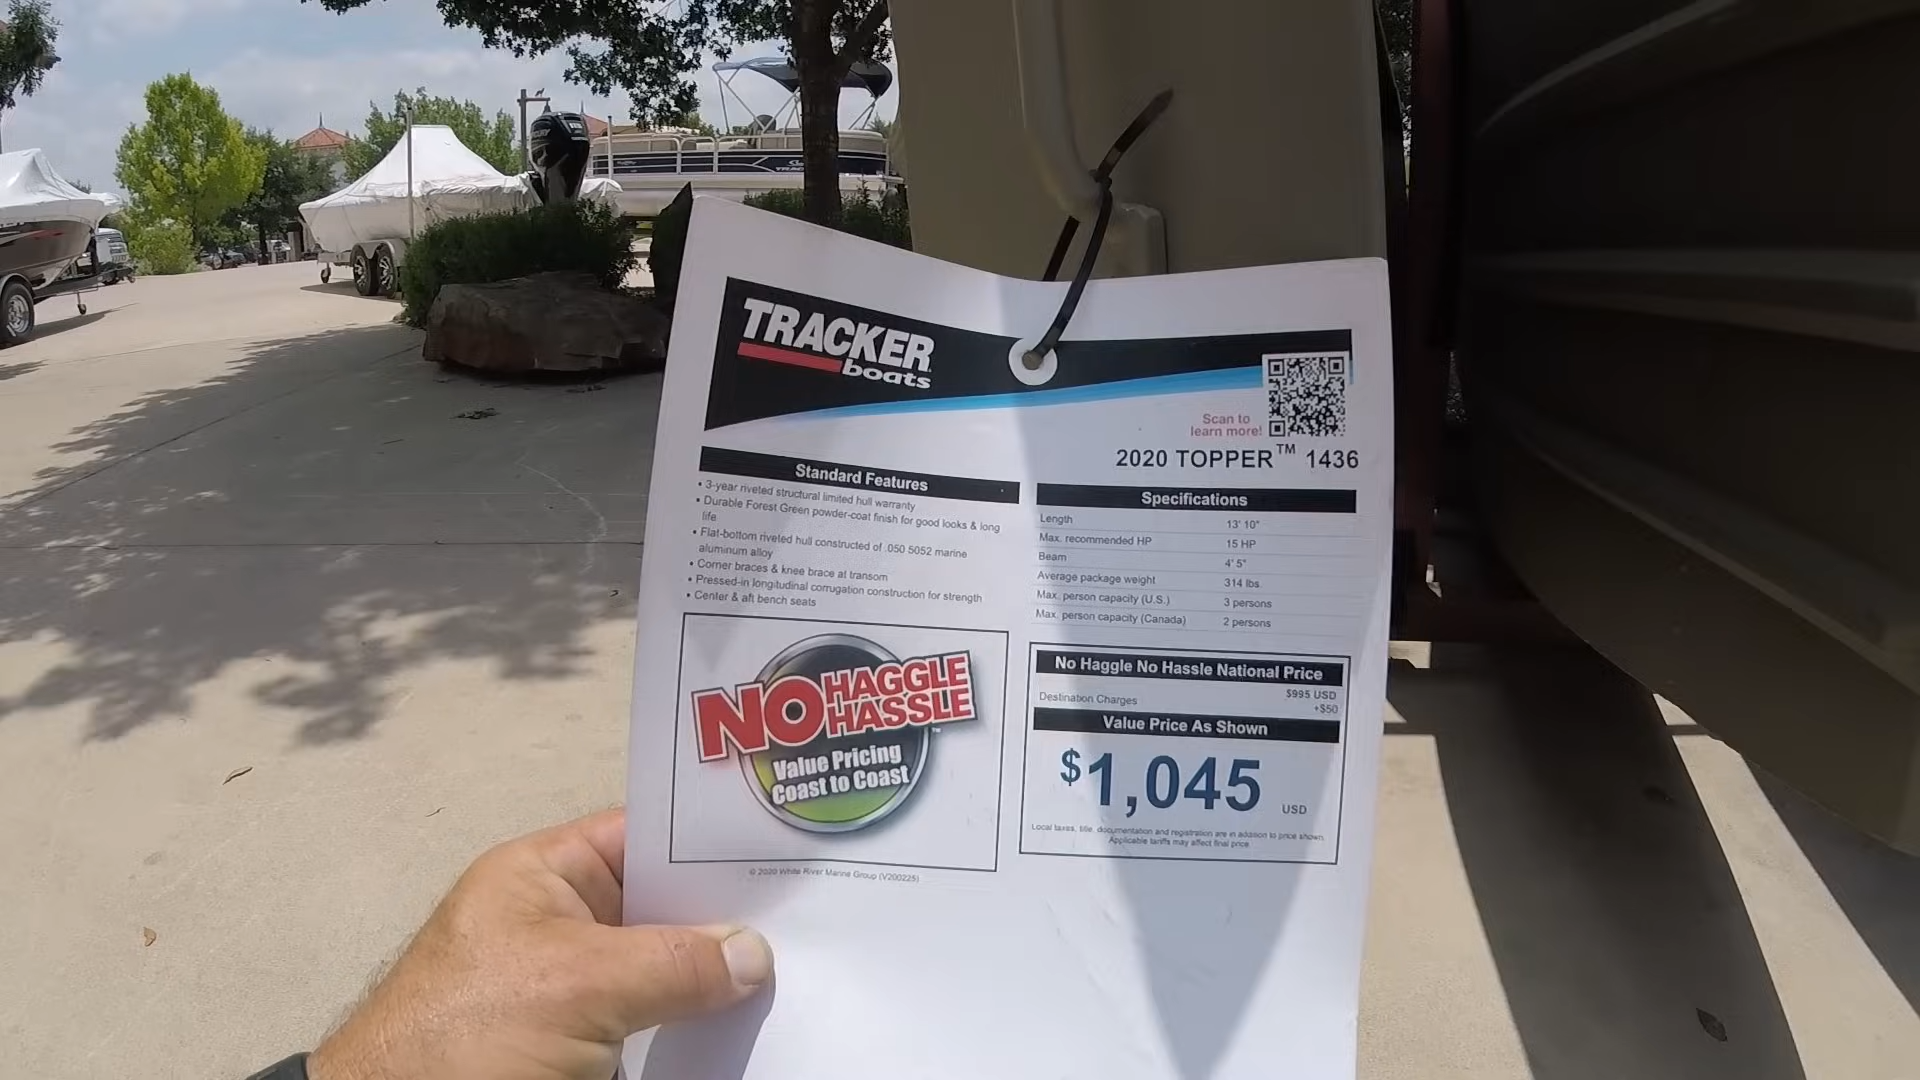 TRACKER
boats
Scan to
learn more!
2020 TOPPER™ 1436
Standard Features
• 3-year riveted structural limited hull warranty
• Durable Forest Green powder-coat finish for good looks & long
life
• Flat-bottom riveted hull constructed of .050 5052 marine
aluminum alloy
• Corner braces & knee brace at transom
• Pressed-in longitudinal corrugation construction for strength
• Center & aft bench seats
Specifications
Length 13' 10"
Max. recommended HP 15 HP
Beam 4' 5"
Average package weight 314 lbs.
Max. person capacity (U.S.) 3 persons
Max. person capacity (Canada) 2 persons
NO HAGGLE
HASSLE™
Value Pricing
Coast to Coast
No Haggle No Hassle National Price
$995 USD
Destination Charges +$50
Value Price As Shown
$1,045 USD
Local taxes, title, documentation and registration are in addition to price shown.
Applicable tariffs may affect final price
© 2020 White River Marine Group (V200225)